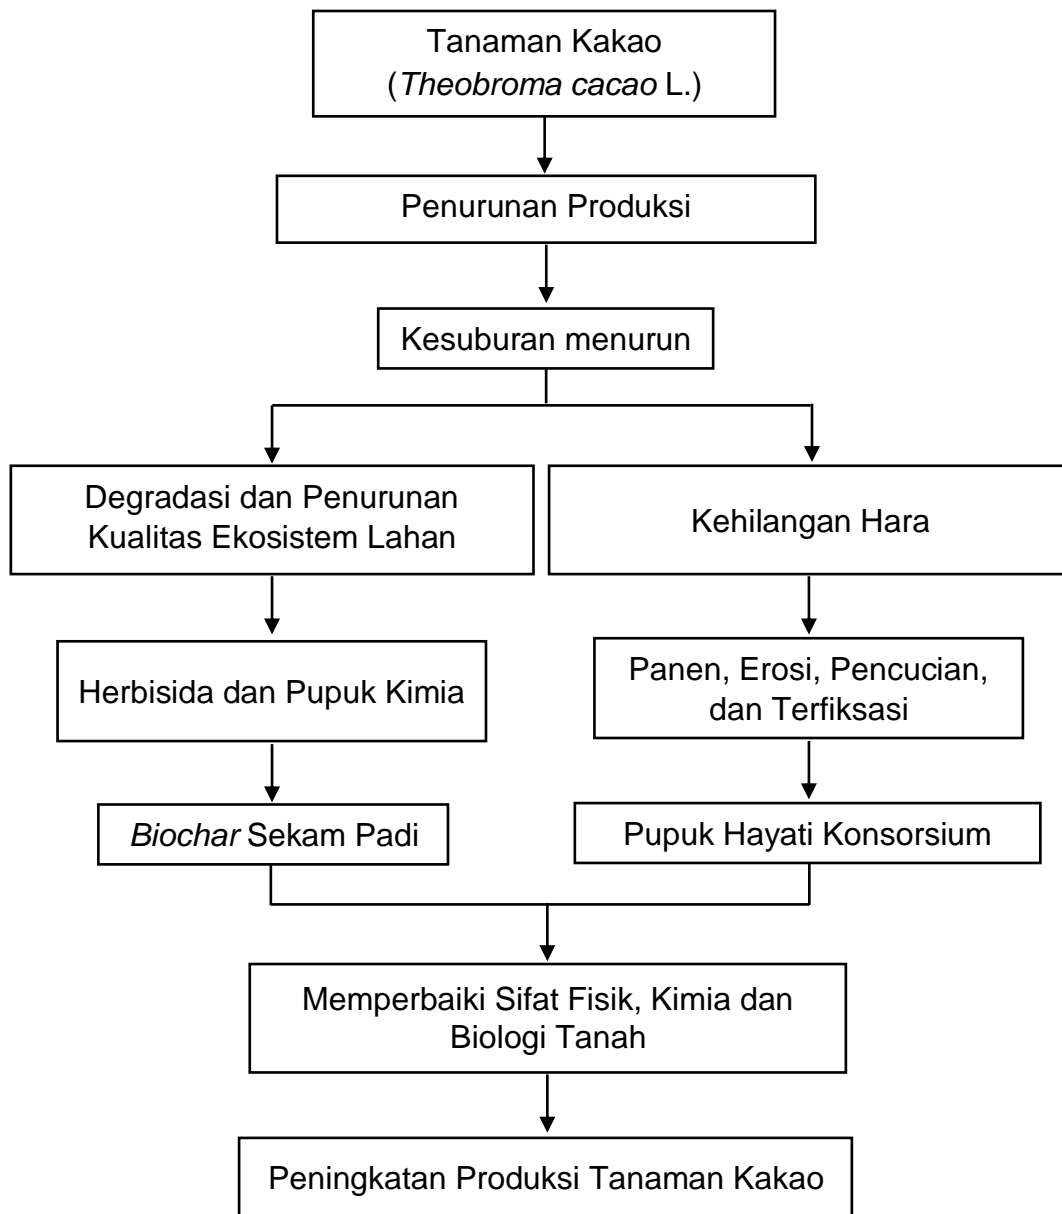 Tanaman Kakao
(Theobroma cacao L.)
Penurunan Produksi
Kesuburan menurun
Degradasi dan Penurunan
Kualitas Ekosistem Lahan
Kehilangan Hara
Herbisida dan Pupuk Kimia
Panen, Erosi, Pencucian,
dan Terfiksasi
Biochar Sekam Padi
Pupuk Hayati Konsorsium
Memperbaiki Sifat Fisik, Kimia dan
Biologi Tanah
Peningkatan Produksi Tanaman Kakao